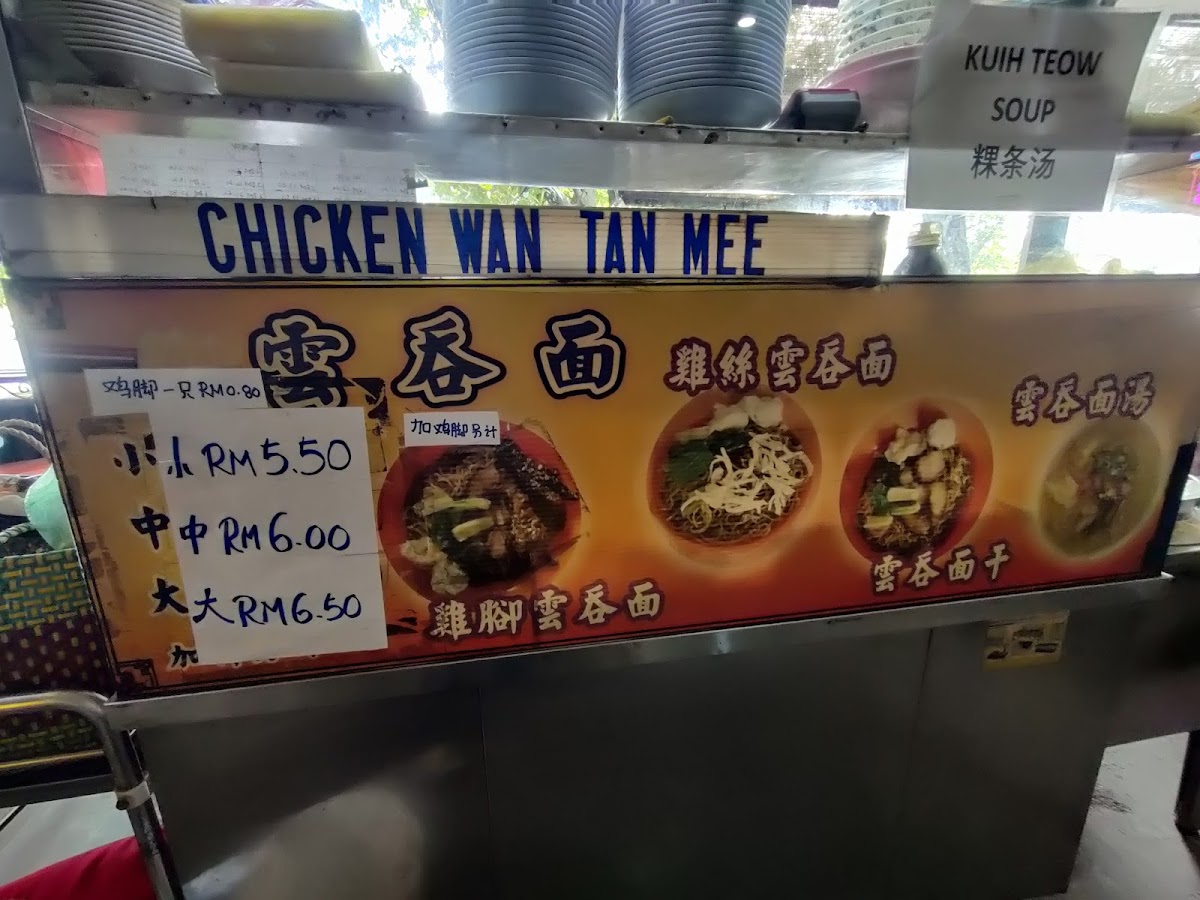 KUIH TEOW
SOUP
粿条汤
CHICKEN WAN TAN MEE
雲吞面
雞絲雲吞面
雲吞面湯
鸡脚一只RM0.80
加鸡脚另计
小 小 RM5.50
中 中 RM6.00
大 大 RM6.50
加
雞腳雲吞面
雲吞面干